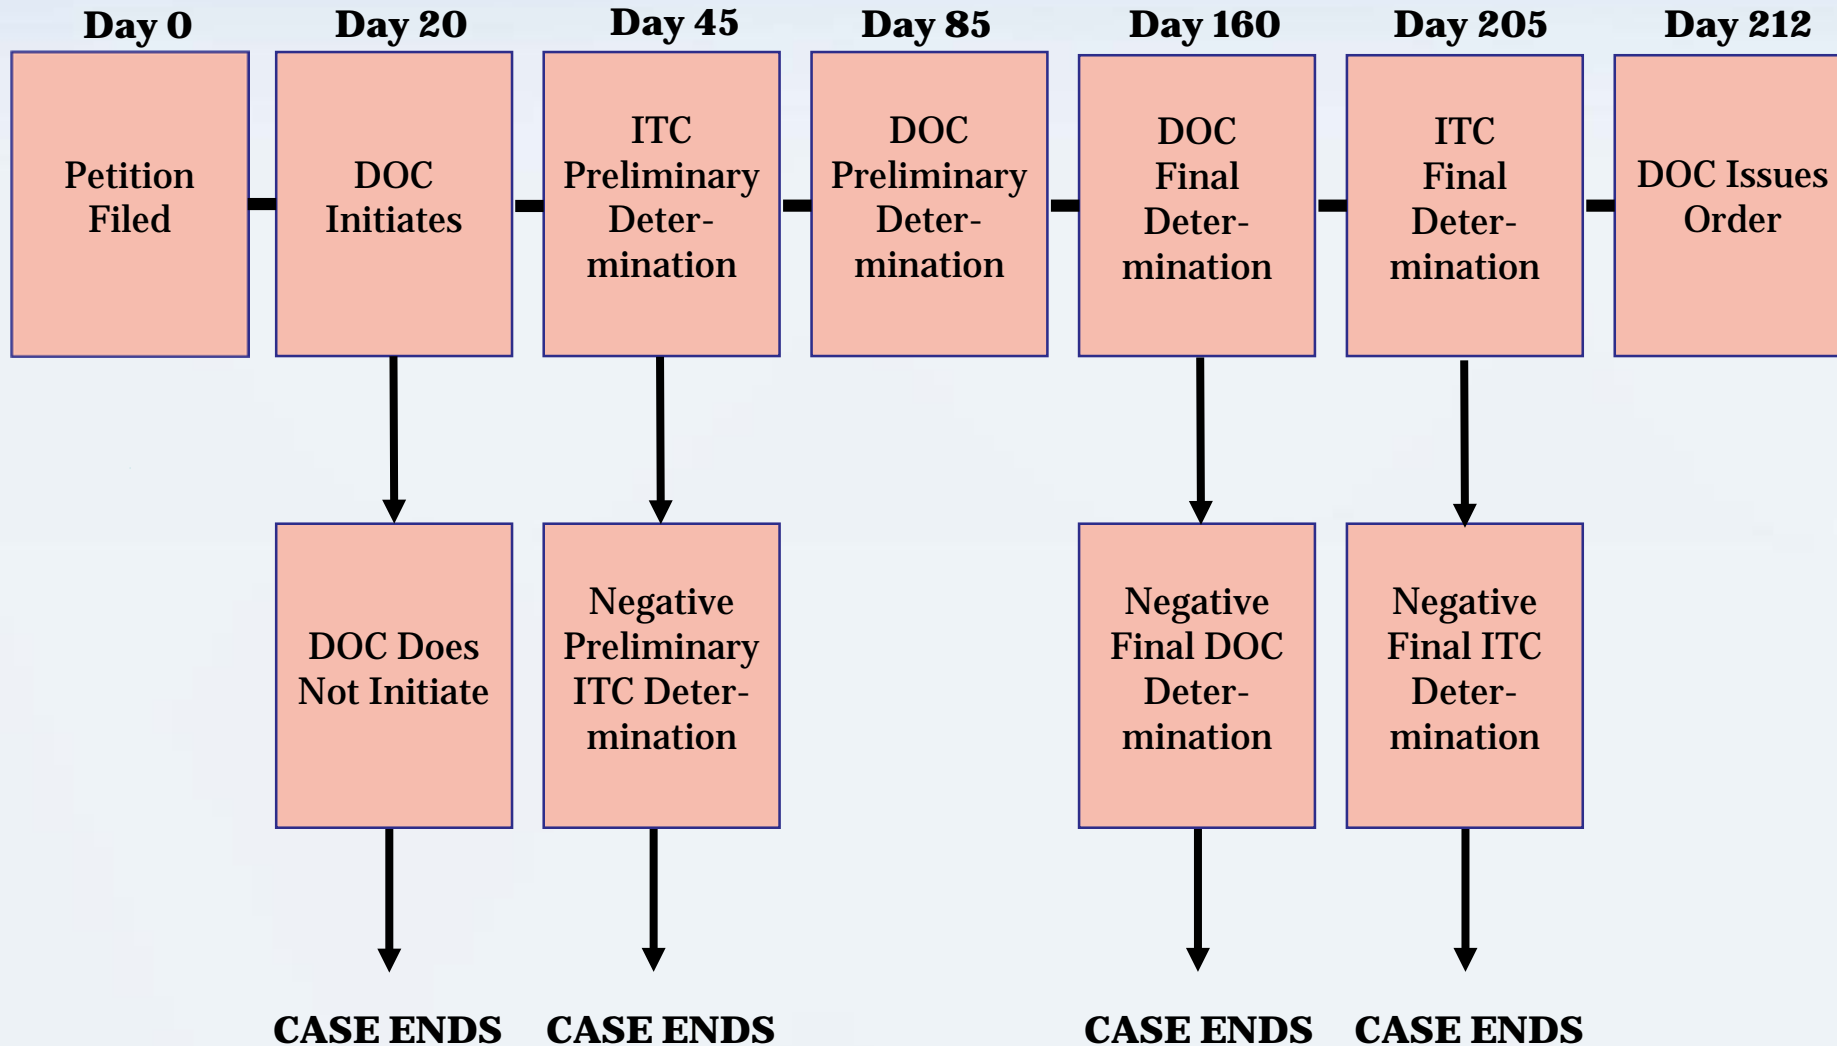 Day 0
Day 20
Day 45
Day 85
Day 160
Day 205
Day 212
Petition
Filed
DOC
Initiates
ITC
Preliminary
Deter-
mination
DOC
Preliminary
Deter-
mination
DOC
Final
Deter-
mination
ITC
Final
Deter-
mination
DOC Issues
Order
DOC Does
Not Initiate
Negative
Preliminary
ITC Deter-
mination
Negative
Final DOC
Deter-
mination
Negative
Final ITC
Deter-
mination
CASE ENDS
CASE ENDS
CASE ENDS
CASE ENDS